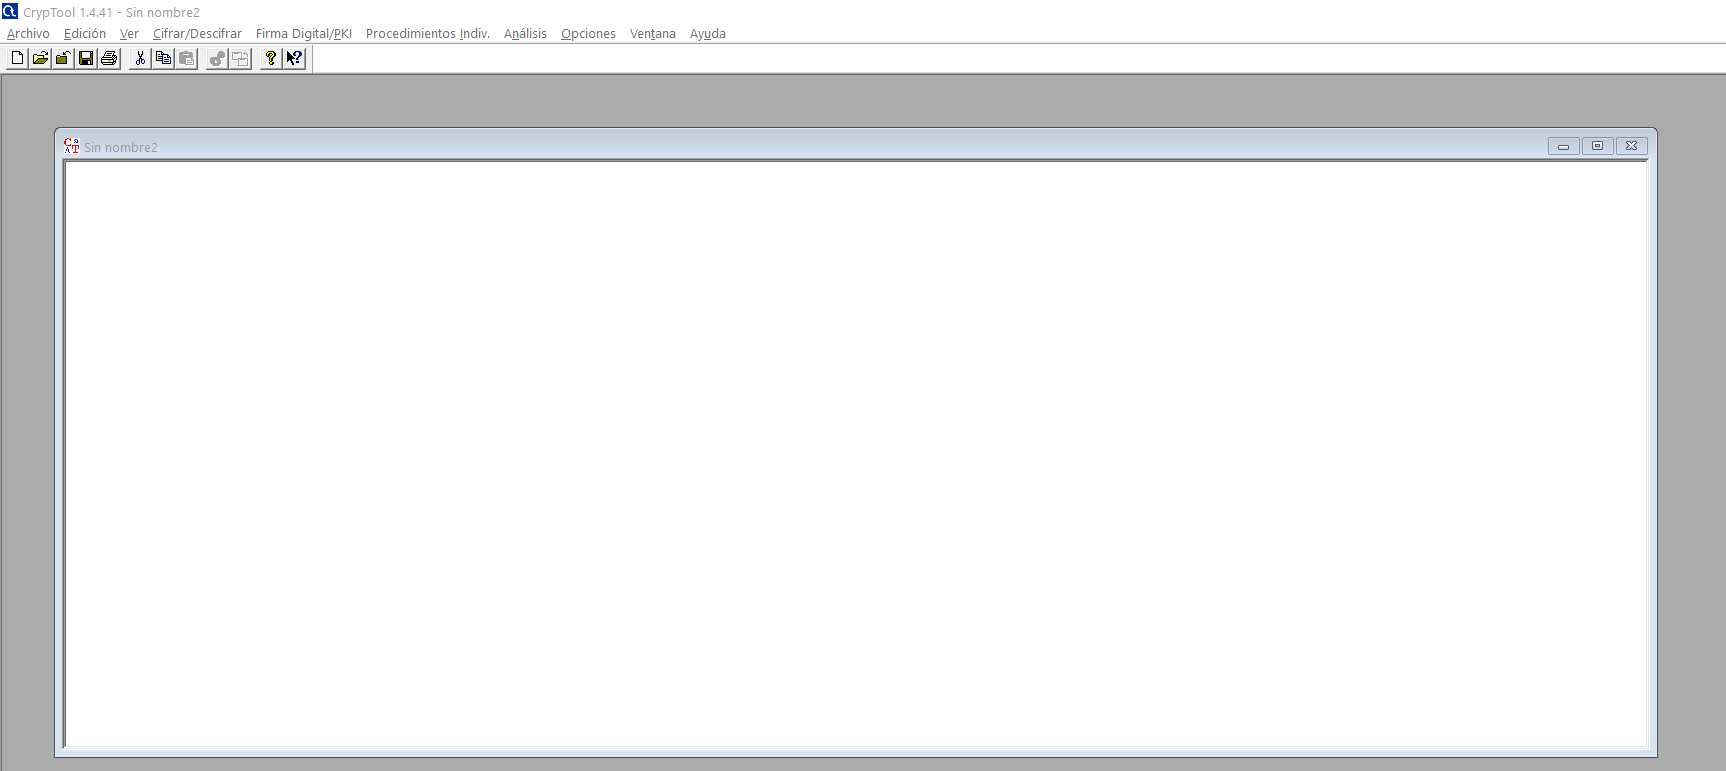 CrypTool 1.4.41 - Sin nombre2
Archivo Edición Ver Cifrar/Descifrar Firma Digital/PKI Procedimientos Indiv. Análisis Opciones Ventana Ayuda
Sin nombre2